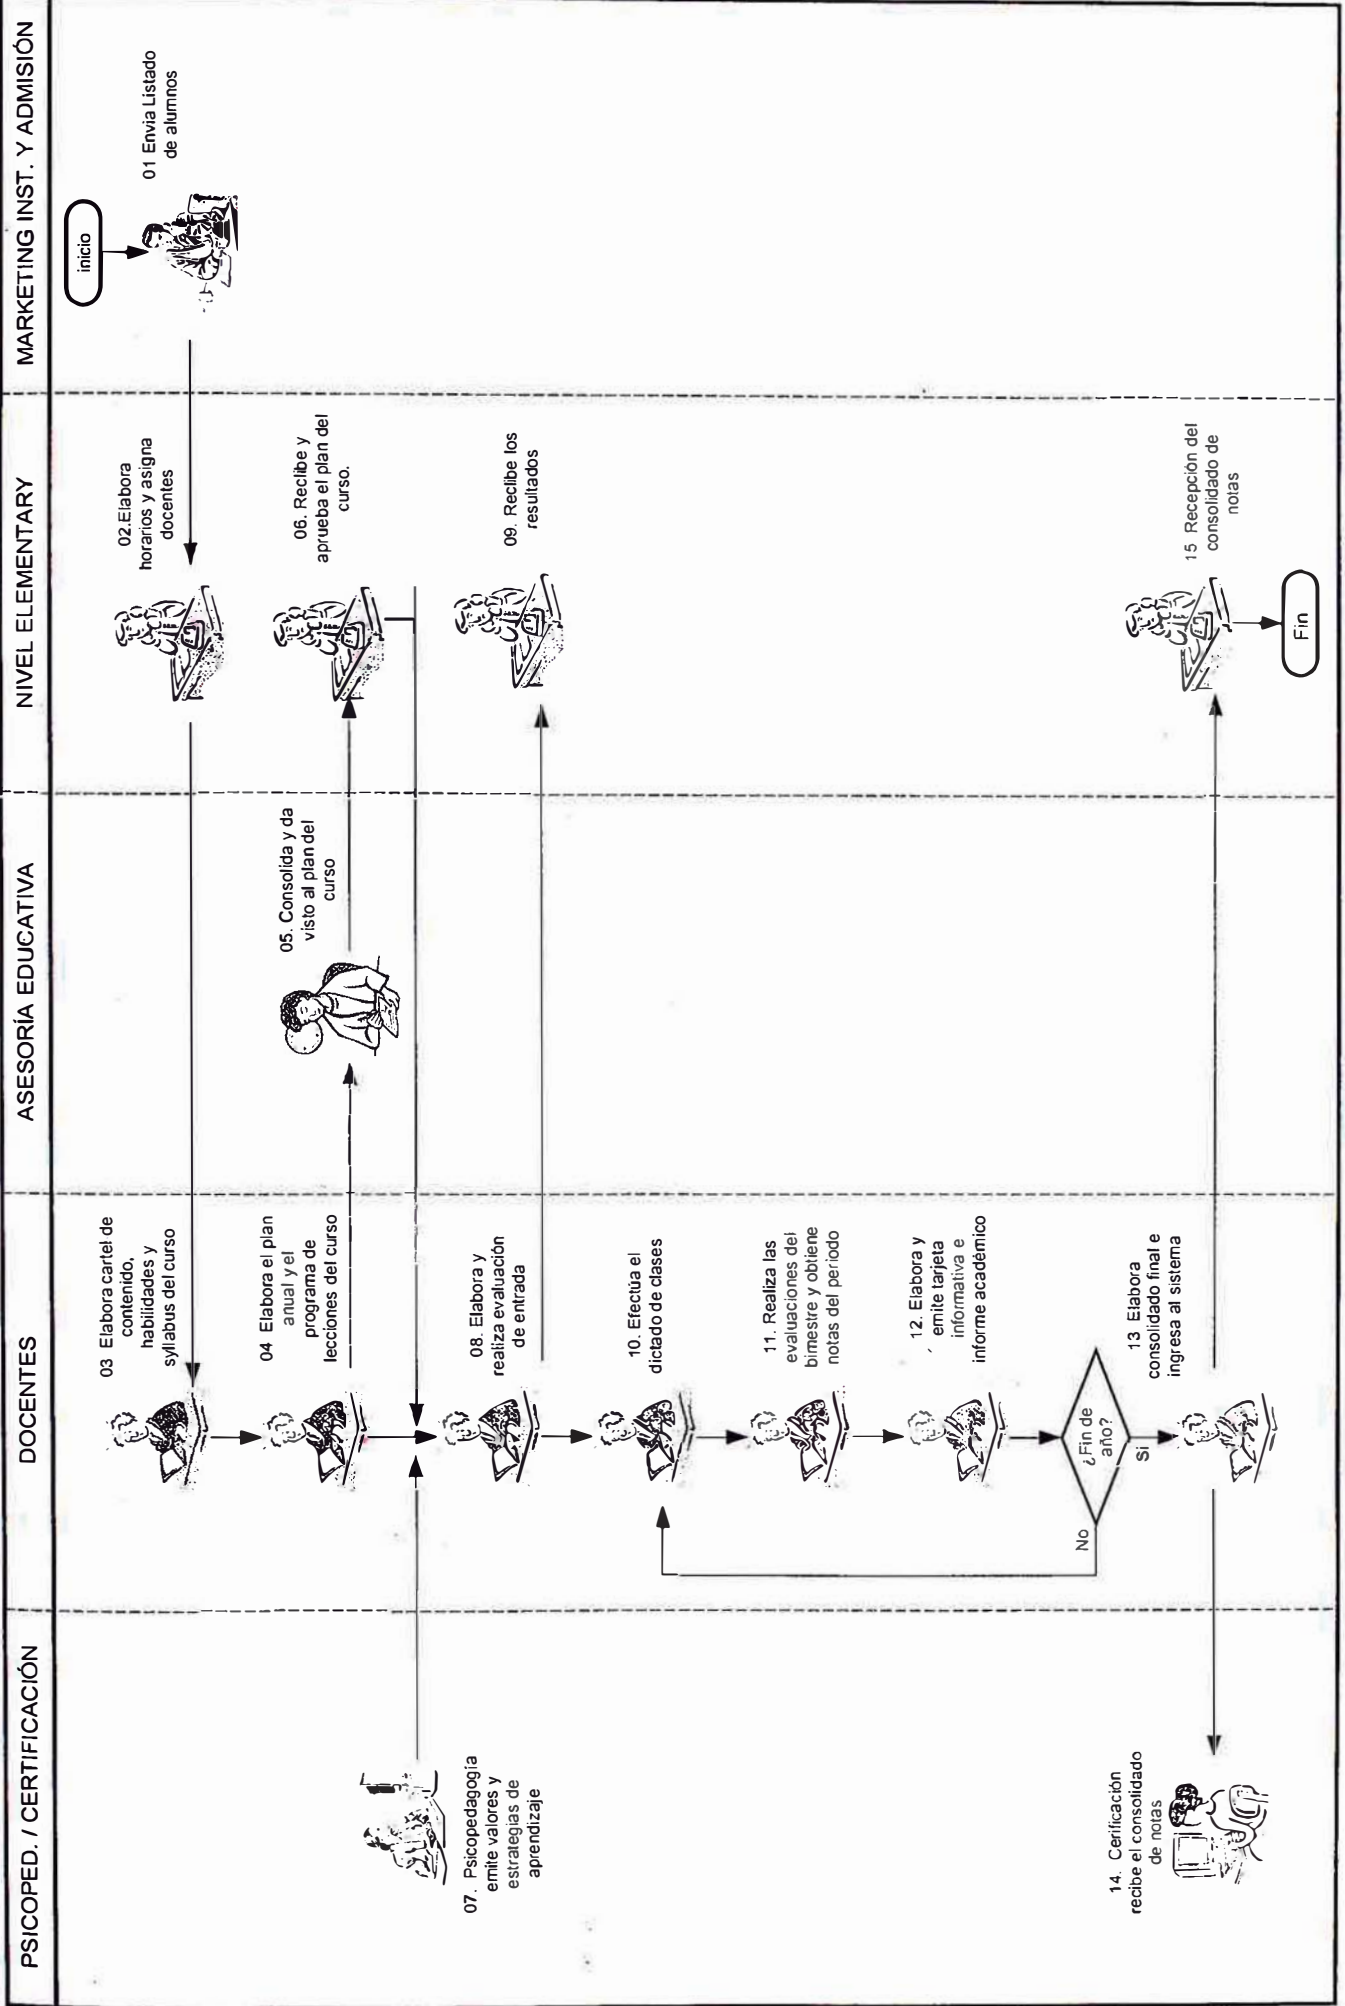 PSICOPED. / CERTIFICACIÓN
DOCENTES
ASESORÍA EDUCATIVA
NIVEL ELEMENTARY
MARKETING INST. Y ADMISIÓN
inicio
01 Envia Listado
de alumnos
02.Elabora
horarios y asigna
docentes
03 Elabora cartel de
contenido,
habilidades y
syllabus del curso
04 Elabora el plan
anual y el
programa de
lecciones del curso
05. Consolida y da
visto al plan del
curso
06. Reclibe y
aprueba el plan del
curso.
07. Psicopedagogía
emite valores y
estrategias de
aprendizaje
08. Elabora y
realiza evaluación
de entrada
09. Reclibe los
resultados
10. Efectúa el
dictado de clases
11. Realiza las
evaluaciones del
bimestre y obtiene
notas del periodo
12. Elabora y
emite tarjeta
informativa e
informe académico
¿Fin de
año?
No
Si
13 Elabora
consolidado final e
ingresa al sistema
14. Cerificación
recibe el consolidado
de notas
15 Recepción del
consolidado de
notas
Fin